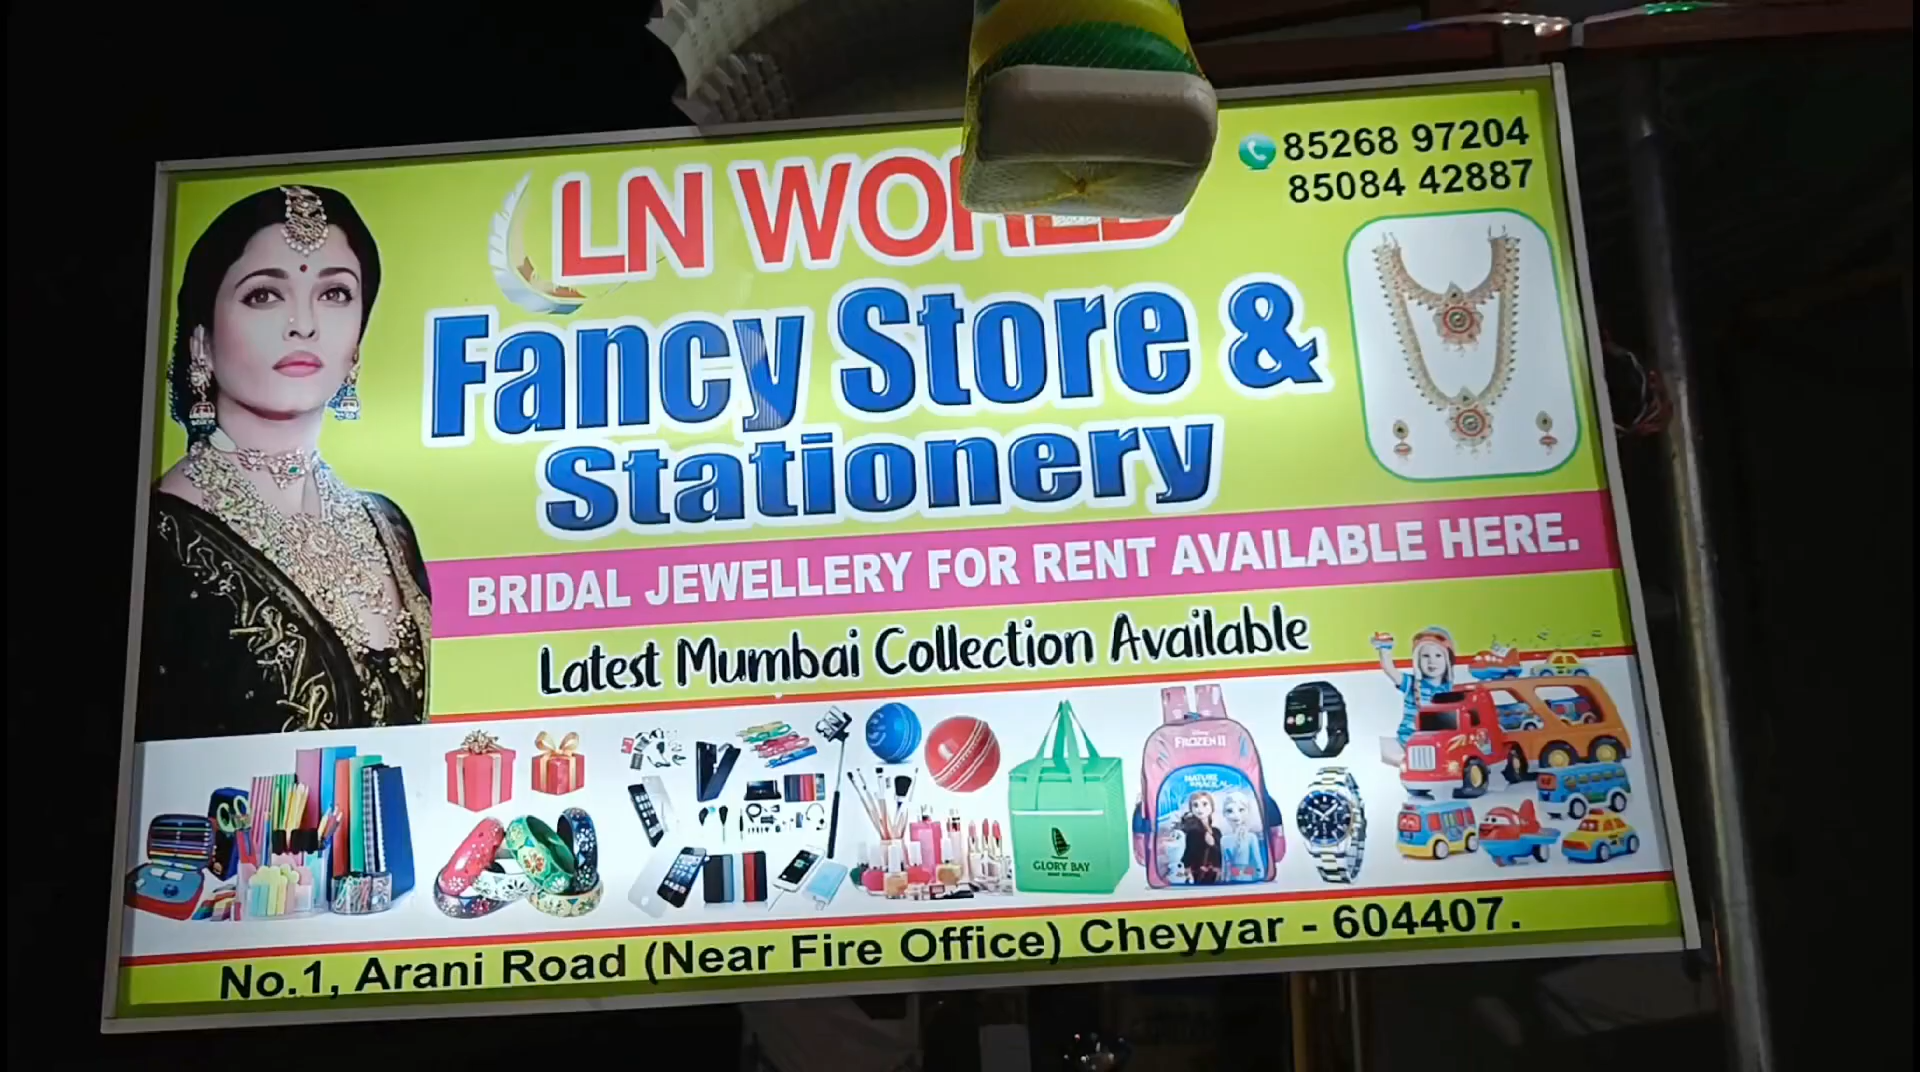 LN WORLD
85268 97204
85084 42887
Fancy Store &
Stationery
BRIDAL JEWELLERY FOR RENT AVAILABLE HERE.
Latest Mumbai Collection Available
FROZEN II
GLORY BAY
No.1, Arani Road (Near Fire Office) Cheyyar - 604407.